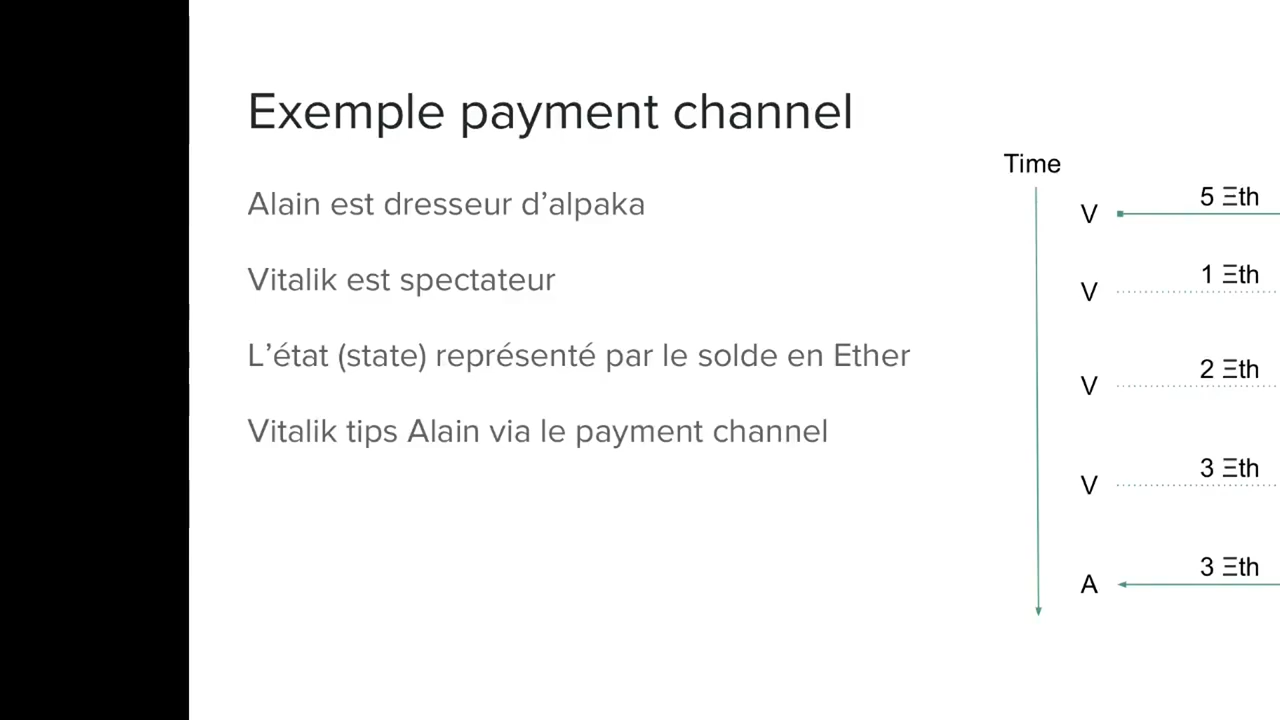 Exemple payment channel
Alain est dresseur d’alpaka
Vitalik est spectateur
L’état (state) représenté par le solde en Ether
Vitalik tips Alain via le payment channel
Time
V 5 Ξth
V 1 Ξth
V 2 Ξth
V 3 Ξth
A 3 Ξth